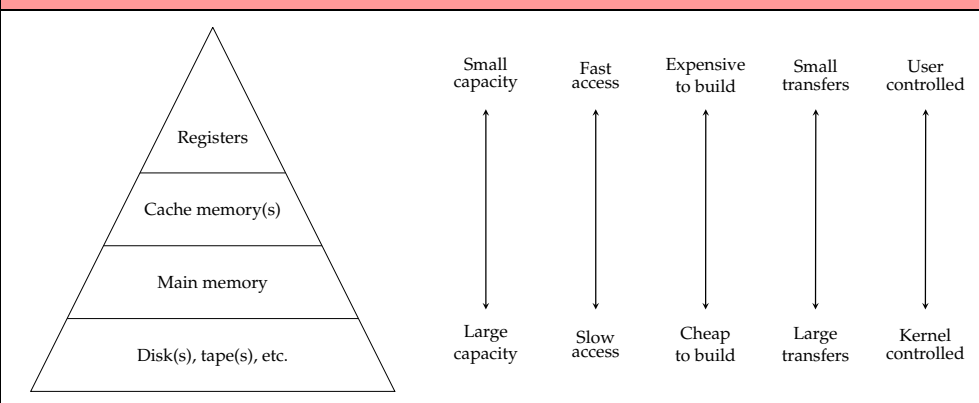 Registers
Cache memory(s)
Main memory
Disk(s), tape(s), etc.
Small
capacity
Fast
access
Expensive
to build
Small
transfers
User
controlled
Large
capacity
Slow
access
Cheap
to build
Large
transfers
Kernel
controlled